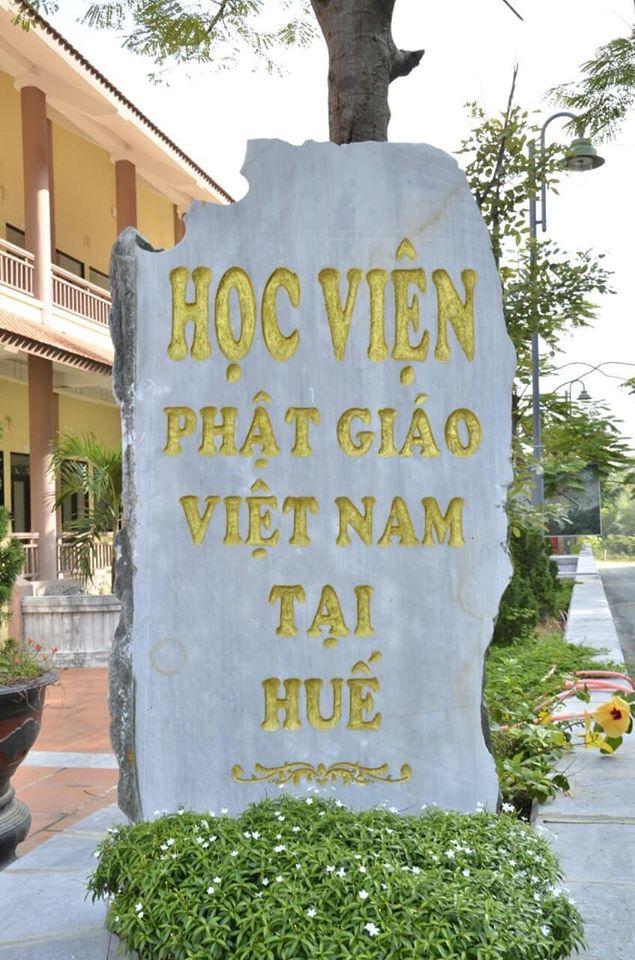 HỌC VIỆN
PHẬT GIÁO
VIỆT NAM
TẠI
HUẾ